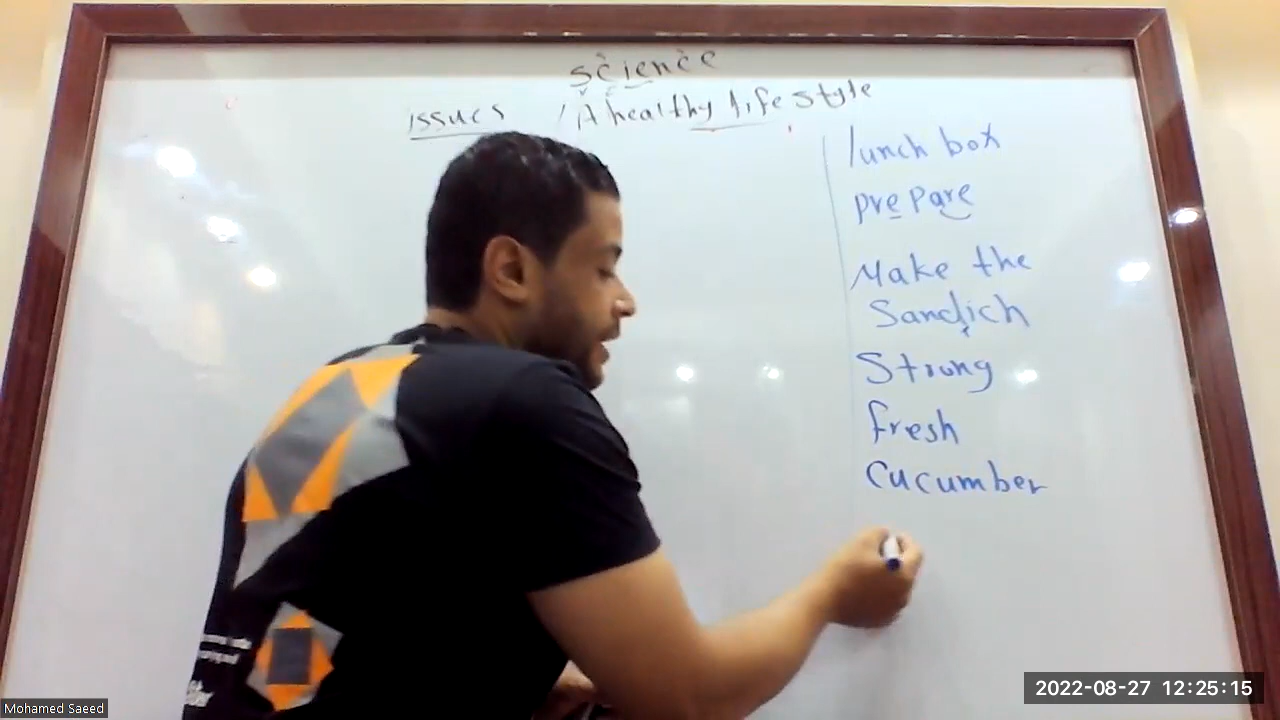 science
issues / A healthy life style
lunch box
prepare
Make the
Sandich
Strong
fresh
cucumber
Mohamed Saeed
2022-08-27 12:25:15